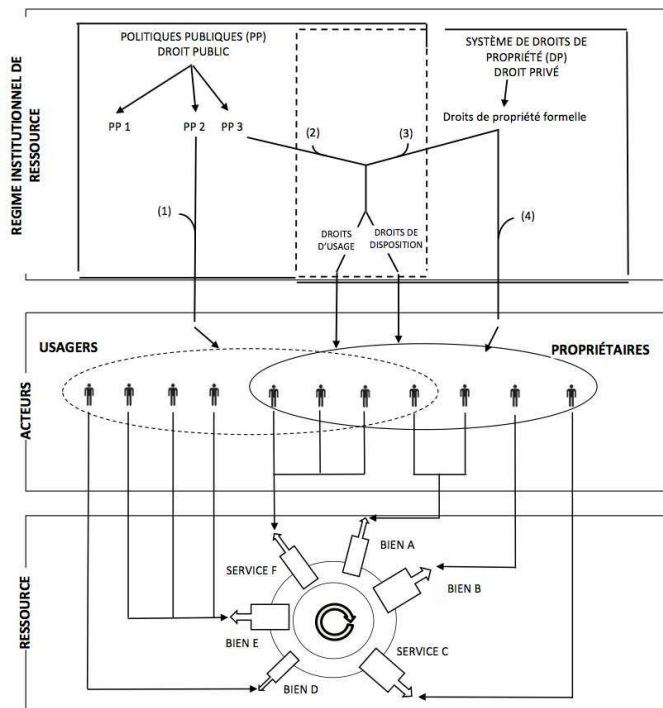 REGIME INSTITUTIONNEL DE
RESSOURCE
POLITIQUES PUBLIQUES (PP)
DROIT PUBLIC
PP 1
PP 2
PP 3
SYSTÈME DE DROITS DE
PROPRIÉTÉ (DP)
DROIT PRIVÉ
Droits de propriété formelle
(1)
(2)
(3)
(4)
DROITS
D'USAGE
DROITS DE
DISPOSITION
ACTEURS
USAGERS
PROPRIÉTAIRES
RESSOURCE
BIEN A
BIEN B
SERVICE C
BIEN D
BIEN E
SERVICE F